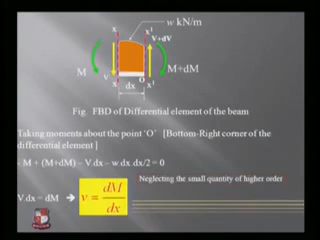 w kN/m
x x¹
V+dV
M v O M+dM
x dx x¹
Fig FBD of Differential element of the beam
Taking moments about the point 'O' [Bottom-Right corner of the
differential element ]
- M + (M+dM) – V.dx – w.dx.dx/2 = 0
Neglecting the small quantity of higher order
V.dx = dM ➔ v = dM/dx